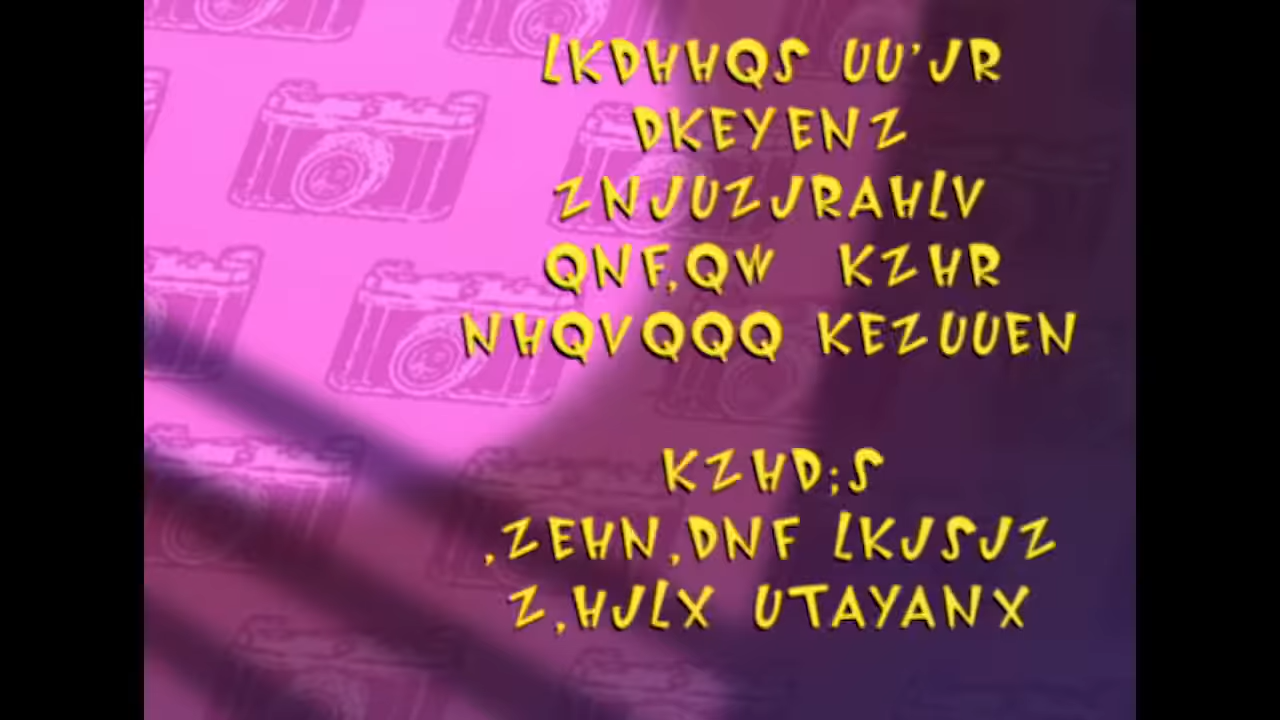 LKDHHQS UU'JR
DKEYENZ
ZNJUZJRAHLV
QNF,QW KZHR
NHQVQQQ KEZUUEN
KZHD;S
,ZEHN,DNF LKJSJZ
Z,HJLX UTAYANX